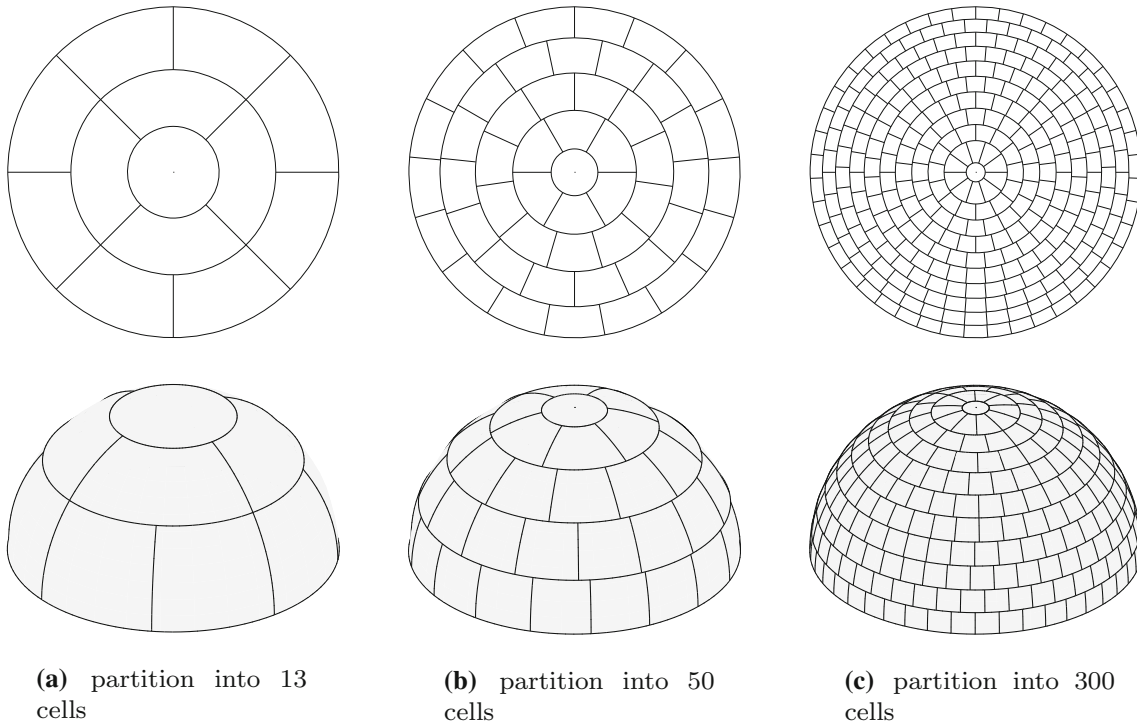 (a) partition into 13
cells
(b) partition into 50
cells
(c) partition into 300
cells